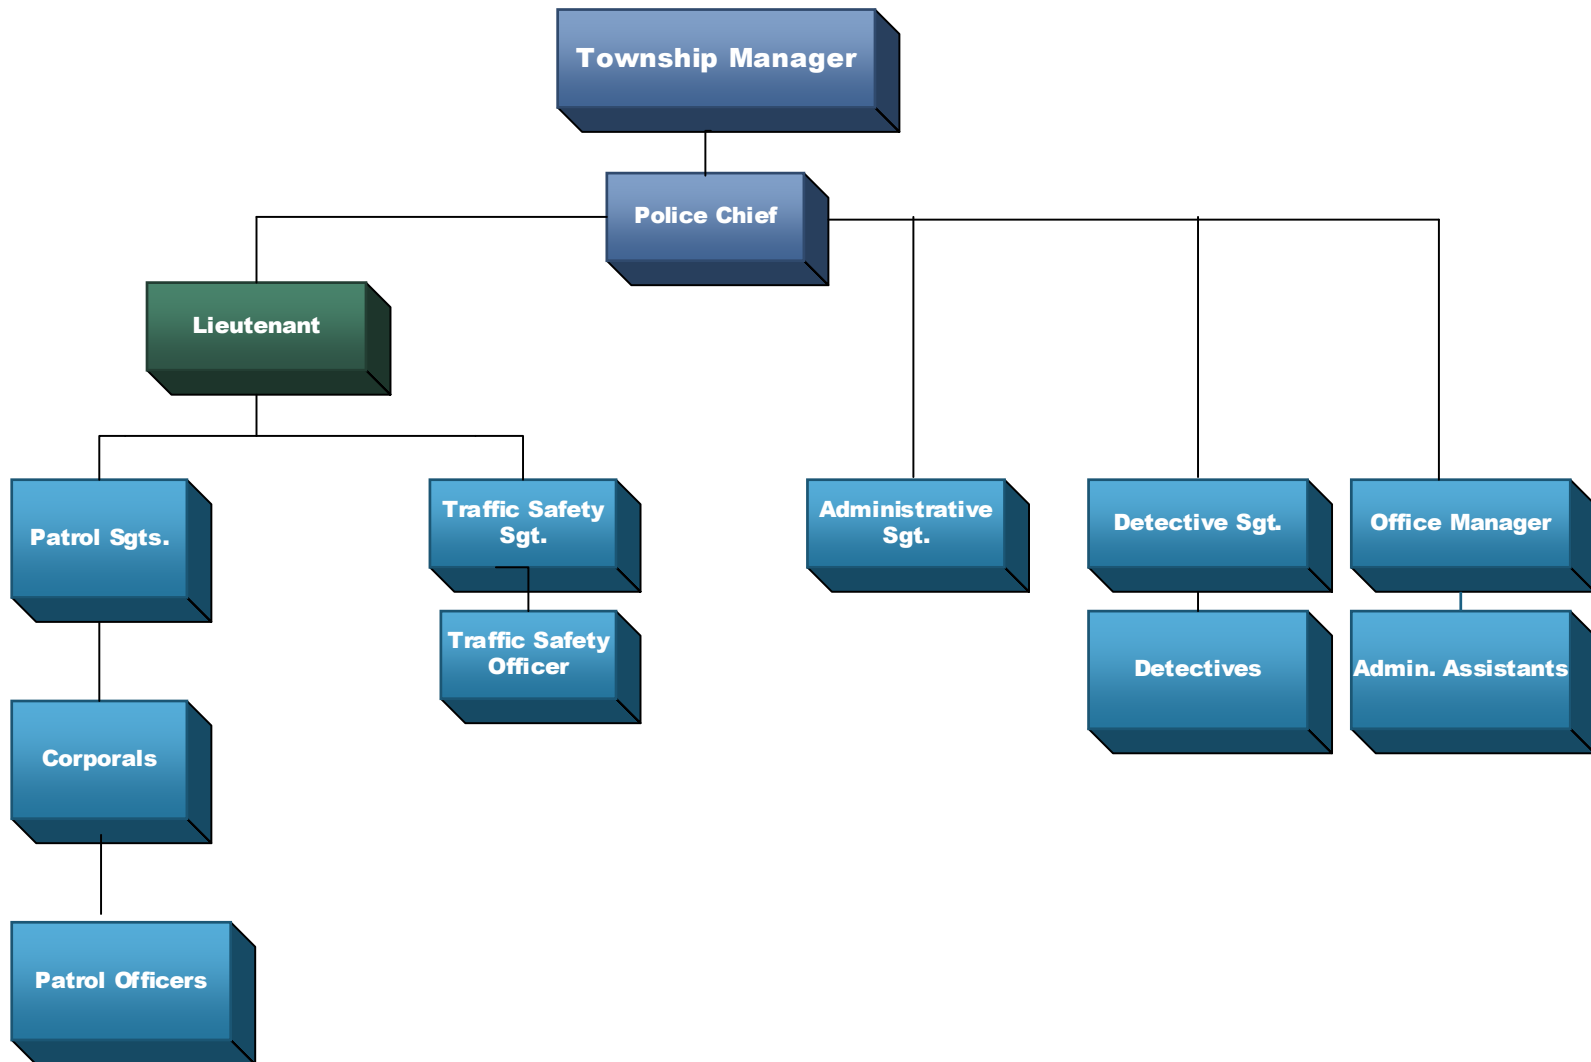 Township Manager
Police Chief
Lieutenant
Patrol Sgts.
Traffic Safety
Sgt.
Administrative
Sgt.
Detective Sgt.
Office Manager
Traffic Safety
Officer
Detectives
Admin. Assistants
Corporals
Patrol Officers